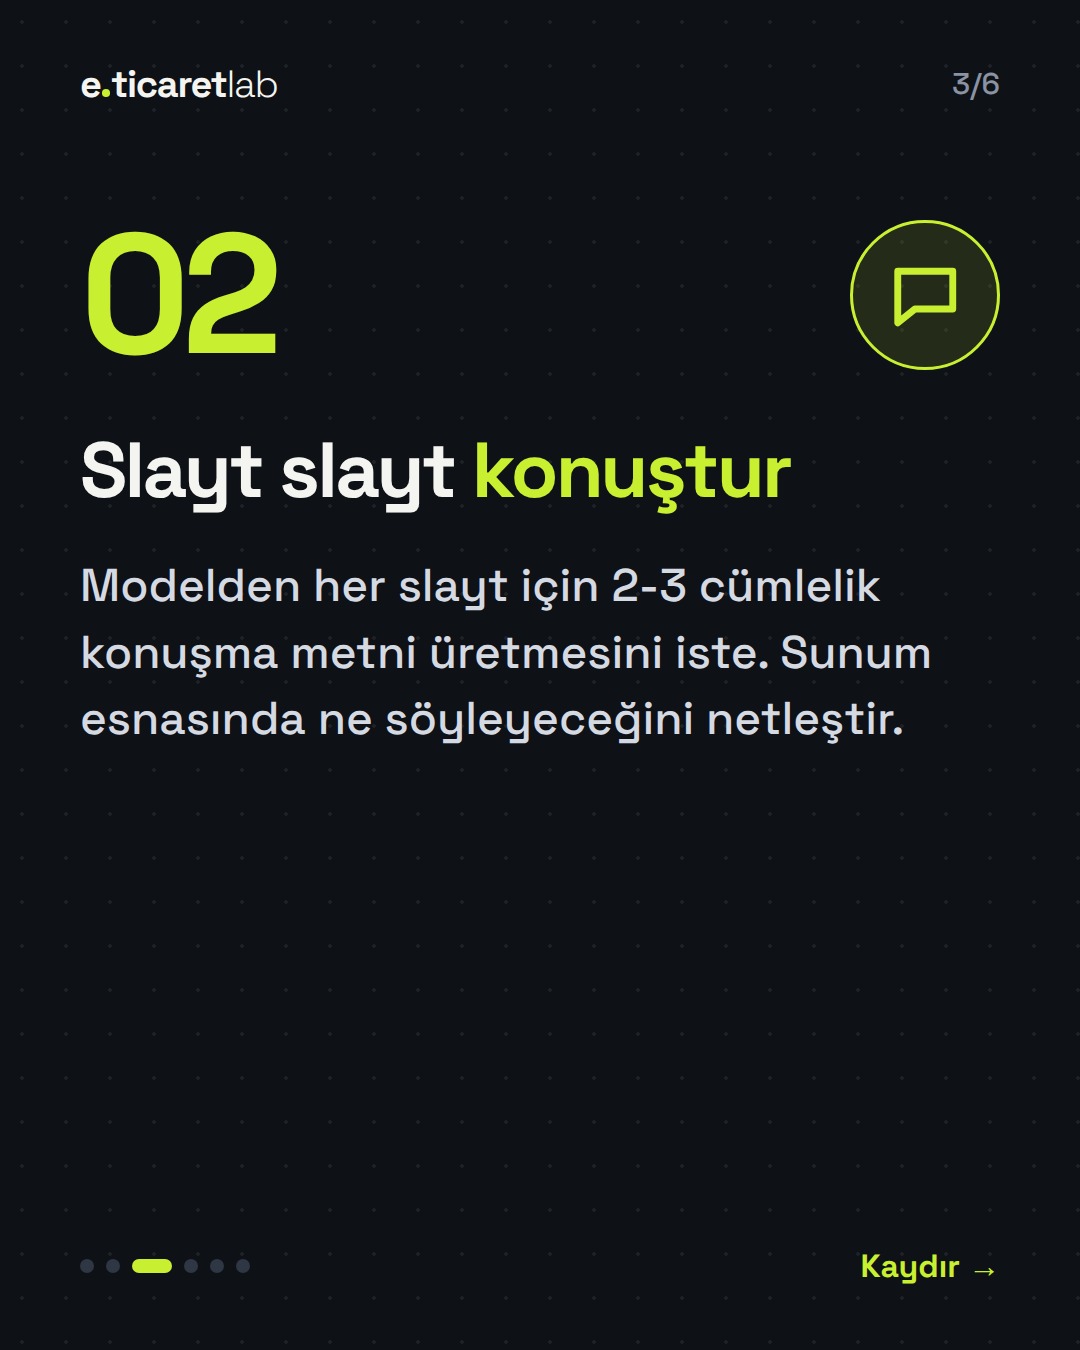 e.ticaretlab
3/6
02
Slayt slayt konuştur
Modelden her slayt için 2-3 cümlelik
konuşma metni üretmesini iste. Sunum
esnasında ne söyleyeceğini netleştir.
Kaydır →